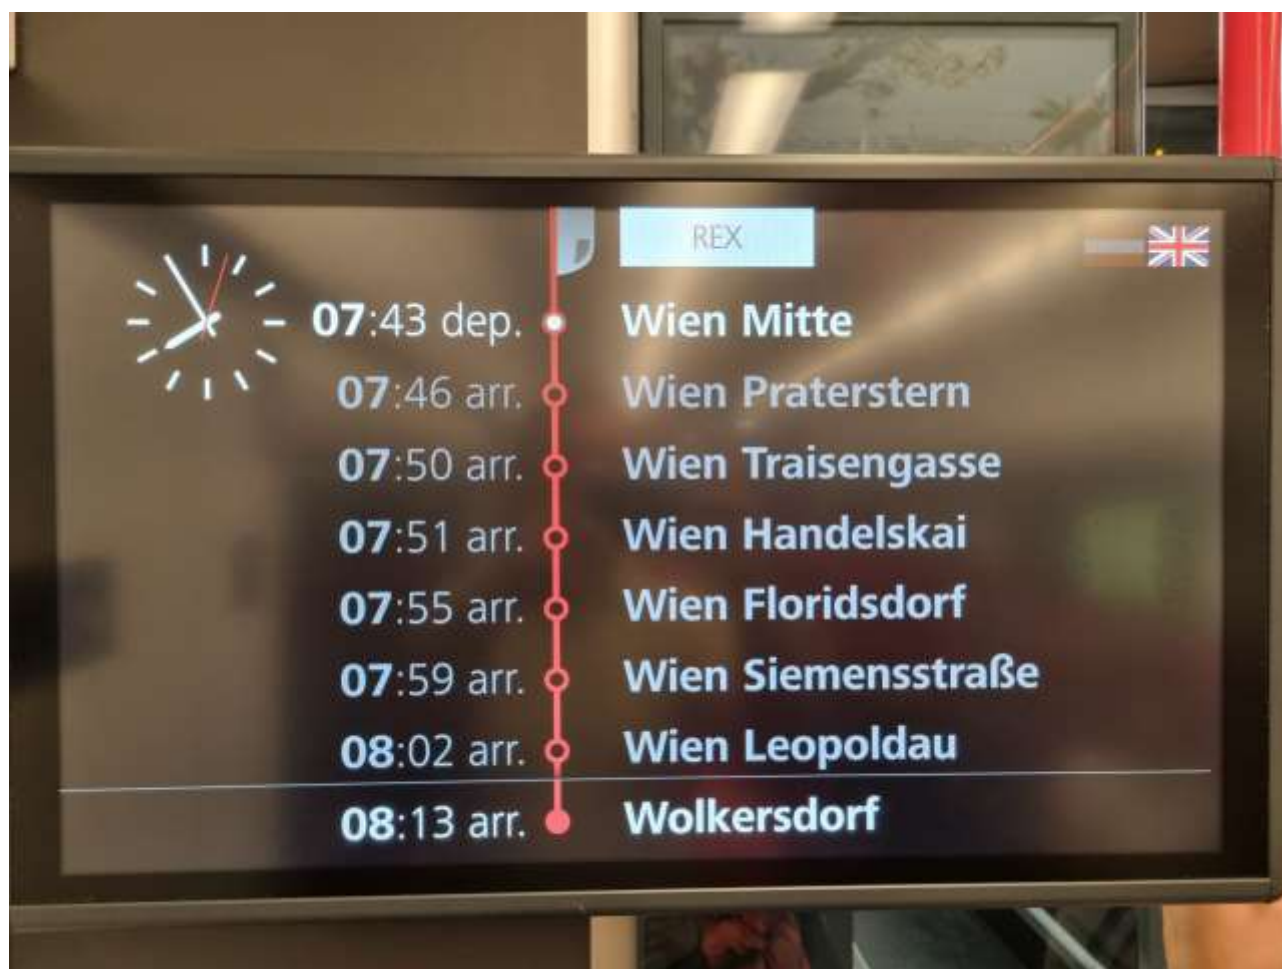 REX
07:43 dep. Wien Mitte
07:46 arr. Wien Praterstern
07:50 arr. Wien Traisengasse
07:51 arr. Wien Handelskai
07:55 arr. Wien Floridsdorf
07:59 arr. Wien Siemensstraße
08:02 arr. Wien Leopoldau
08:13 arr. Wolkersdorf